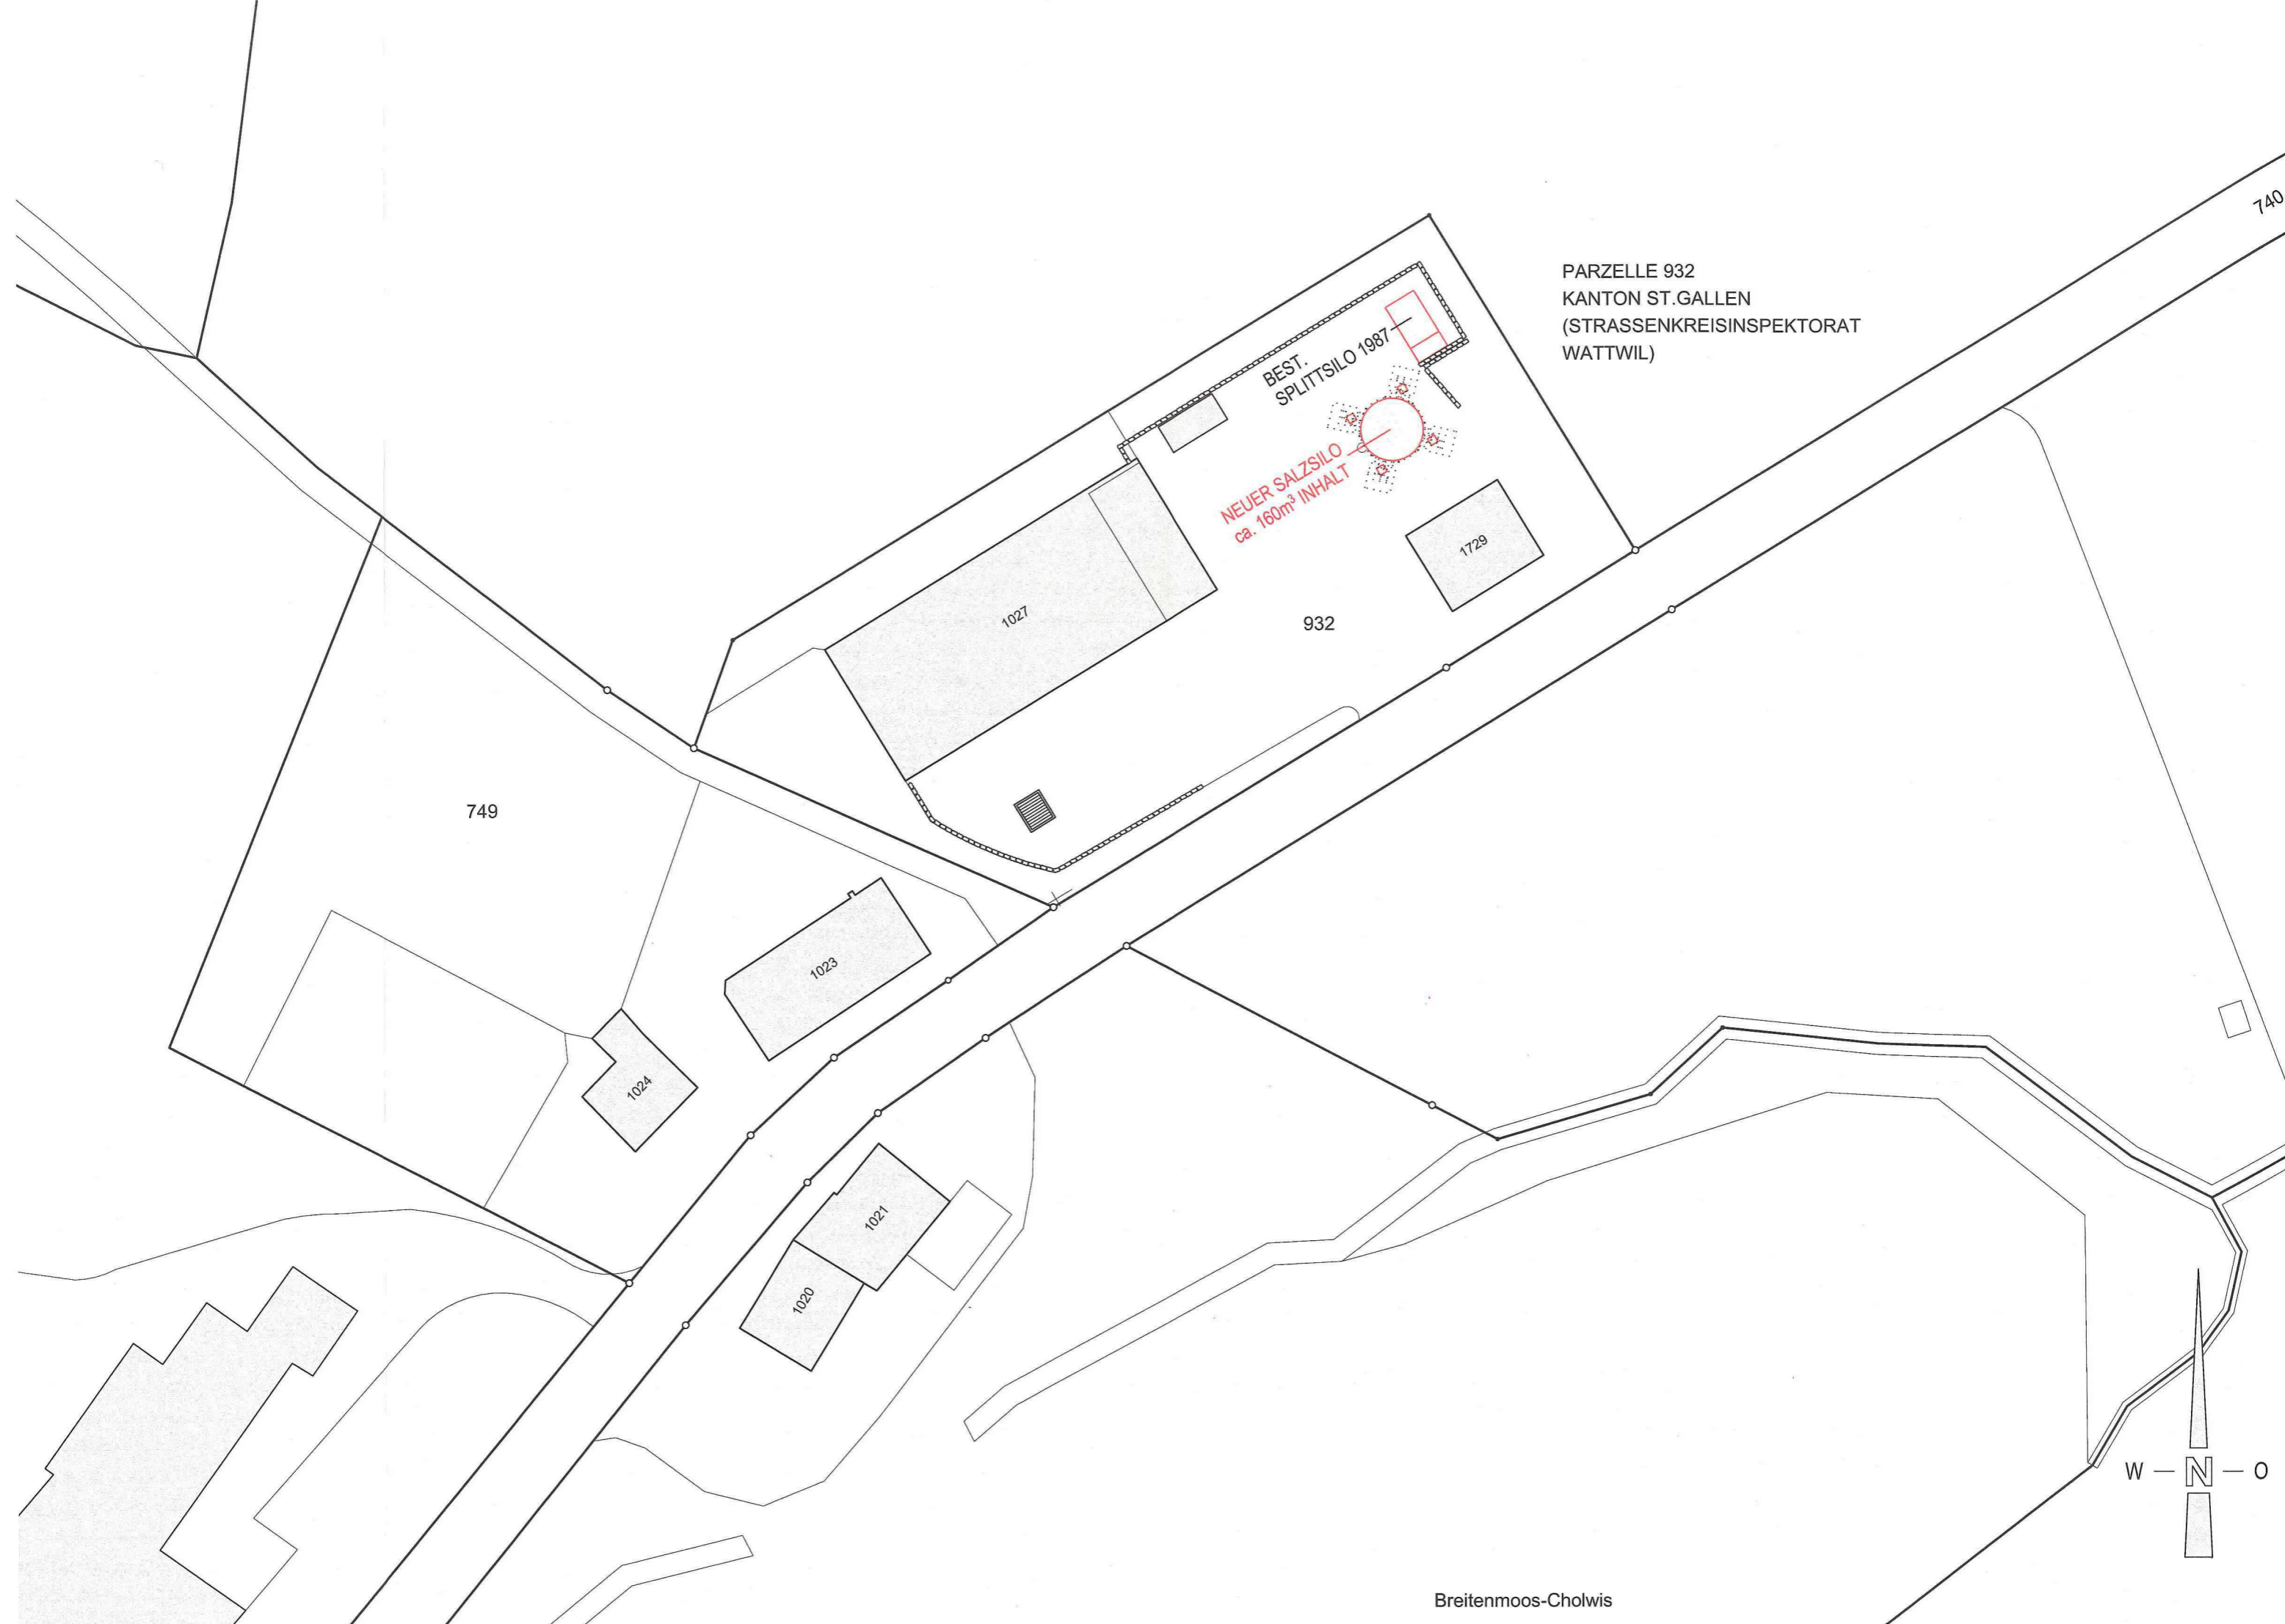 740
PARZELLE 932
KANTON ST.GALLEN
(STRASSENKREISINSPEKTORAT
WATTWIL)
BEST.
SPLITTSILO 1987
NEUER SALZSILO
ca. 160m³ INHALT
1729
1027
932
749
1023
1024
1021
1020
W — N — O
Breitenmoos-Cholwis